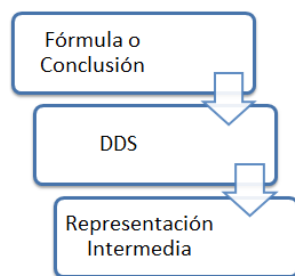 Fórmula o
Conclusión
DDS
Representación
Intermedia